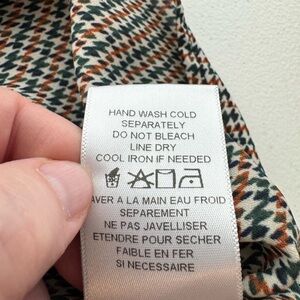 HAND WASH COLD
SEPARATELY
DO NOT BLEACH
LINE DRY
COOL IRON IF NEEDED
AVER A LA MAIN EAU FROID
SEPAREMENT
NE PAS JAVELLISER
ETENDRE POUR SECHER
FAIBLE EN FER
SI NECESSAIRE